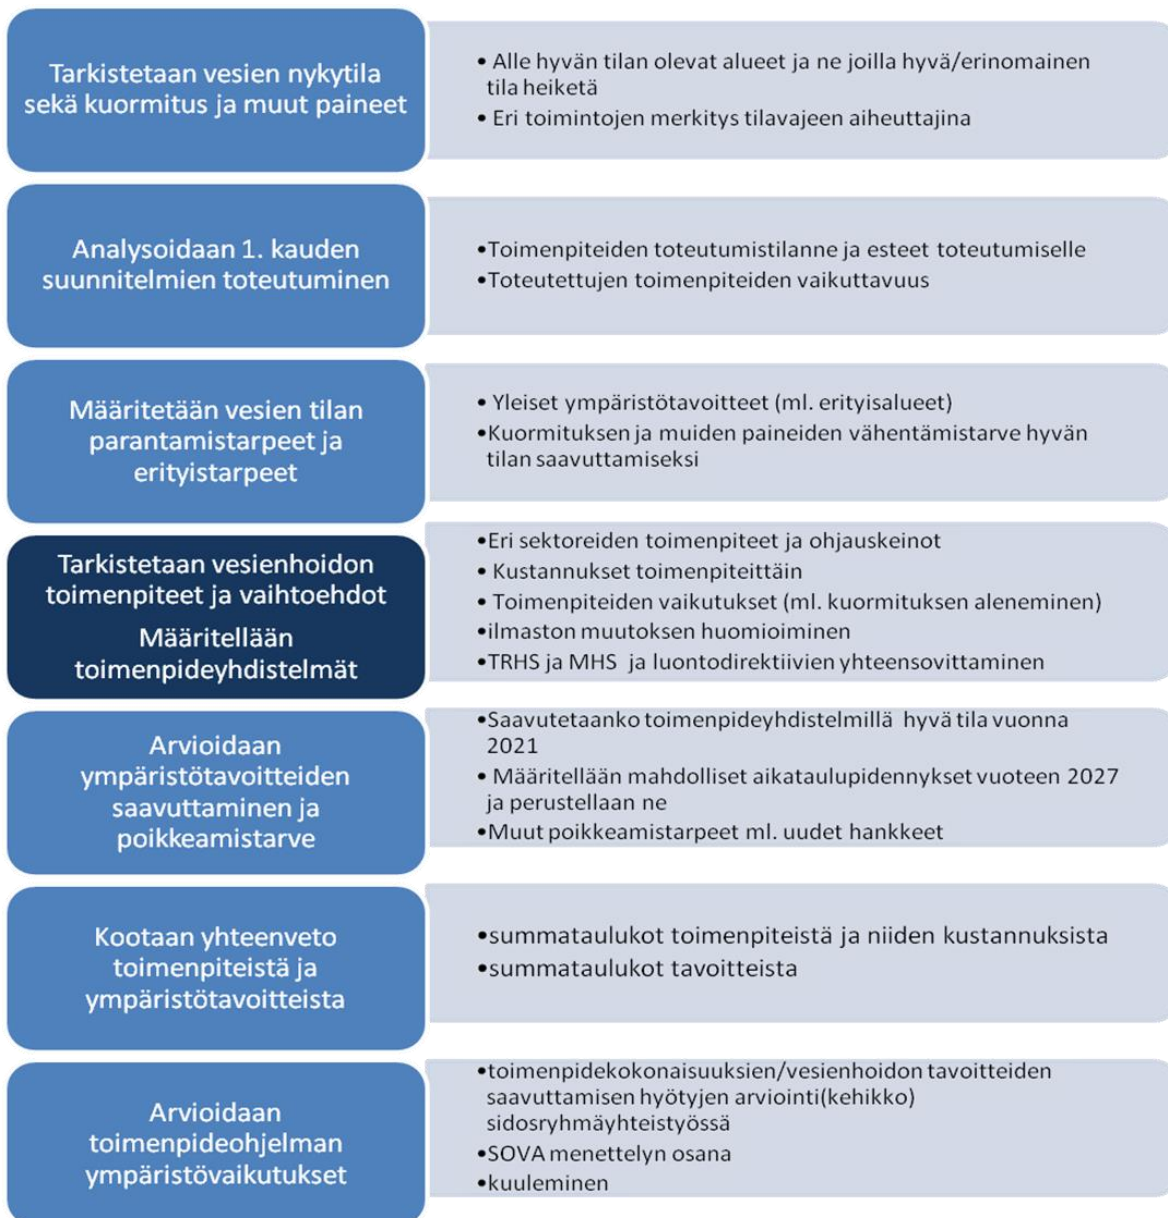 Tarkistetaan vesien nykytila
sekä kuormitus ja muut paineet
• Alle hyvän tilan olevat alueet ja ne joilla hyvä/erinomainen
tila heiketä
• Eri toimintojen merkitys tilavajeen aiheuttajina
Analysoidaan 1. kauden
suunnitelmien toteutuminen
•Toimenpiteiden toteutumistilanne ja esteet toteutumiselle
•Toteutettujen toimenpiteiden vaikuttavuus
Määritetään vesien tilan
parantamistarpeet ja
erityistarpeet
• Yleiset ympäristötavoitteet (ml. erityisalueet)
•Kuormituksen ja muiden paineiden vähentämistarve hyvän
tilan saavuttamiseksi
Tarkistetaan vesienhoidon
toimenpiteet ja vaihtoehdot
Määritellään
toimenpideyhdistelmät
•Eri sektoreiden toimenpiteet ja ohjauskeinot
• Kustannukset toimenpiteittäin
• Toimenpiteiden vaikutukset (ml. kuormituksen aleneminen)
•ilmaston muutoksen huomioiminen
•TRHS ja MHS ja luontodirektiivien yhteensovittaminen
Arvioidaan
ympäristötavoitteiden
saavuttaminen ja
poikkeamistarve
•Saavutetaanko toimenpideyhdistelmillä hyvä tila vuonna
2021
• Määritellään mahdolliset aikataulupidennykset vuoteen 2027
ja perustellaan ne
•Muut poikkeamistarpeet ml. uudet hankkeet
Kootaan yhteenveto
toimenpiteistä ja
ympäristötavoitteista
•summataulukot toimenpiteistä ja niiden kustannuksista
•summataulukot tavoitteista
Arvioidaan
toimenpideohjelman
ympäristövaikutukset
•toimenpidekokonaisuuksien/vesienhoidon tavoitteiden
saavuttamisen hyötyjen arviointi(kehikko)
sidosryhmäyhteistyössä
•SOVA menettelyn osana
•kuuleminen